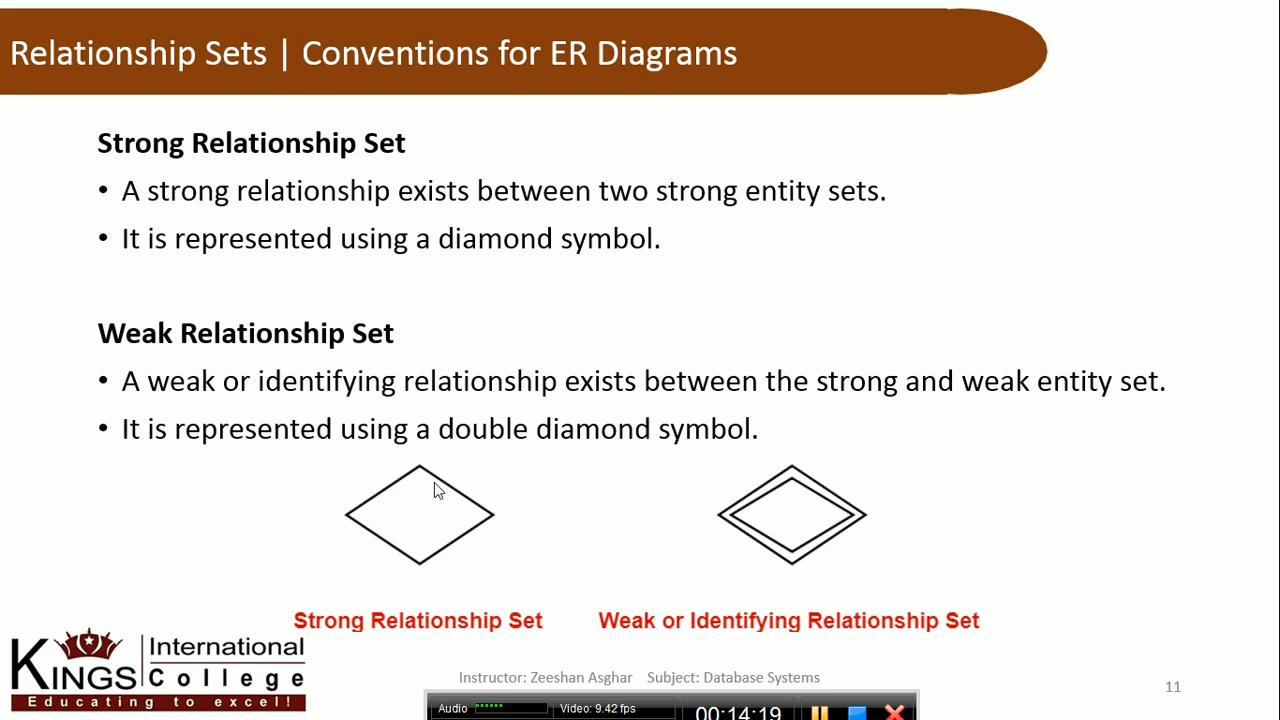 Relationship Sets | Conventions for ER Diagrams
Strong Relationship Set
• A strong relationship exists between two strong entity sets.
• It is represented using a diamond symbol.
Weak Relationship Set
• A weak or identifying relationship exists between the strong and weak entity set.
• It is represented using a double diamond symbol.
Strong Relationship Set
Weak or Identifying Relationship Set
KINGS International College
Educating to excel!
Instructor: Zeeshan Asghar Subject: Database Systems
11
Audio
Video: 9.42 fps
00:14:19